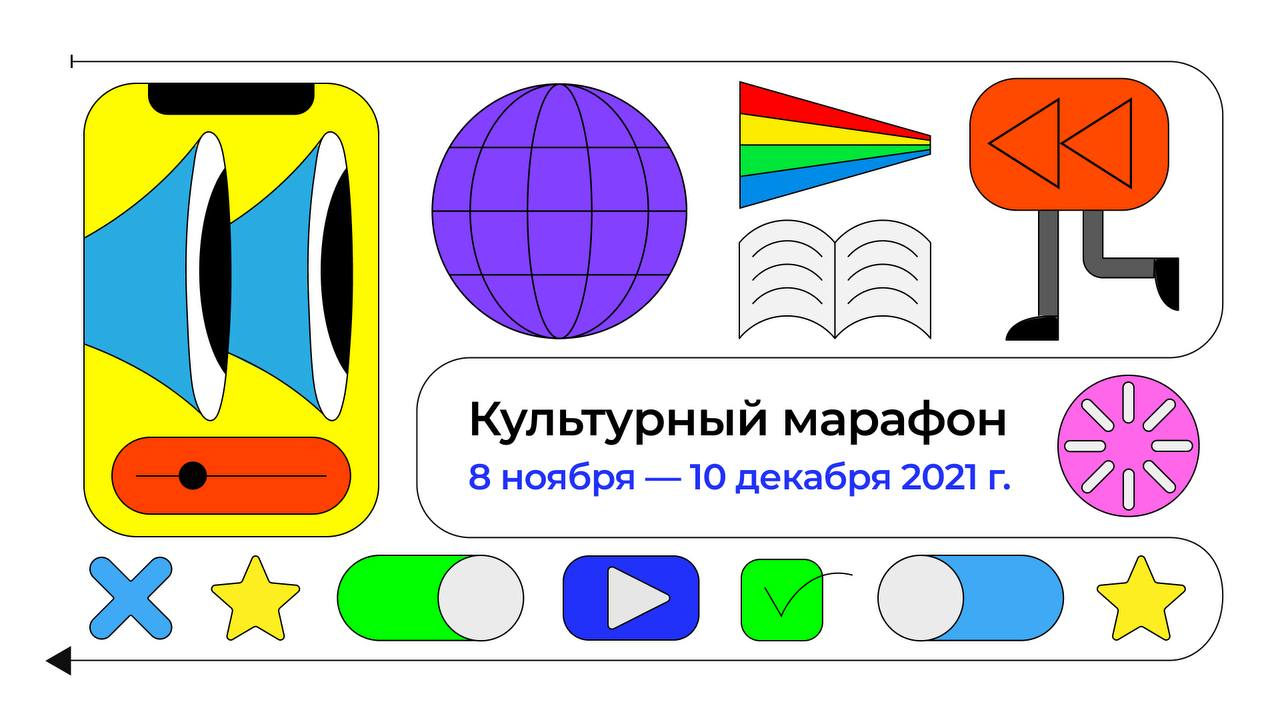 Культурный марафон
8 ноября — 10 декабря 2021 г.